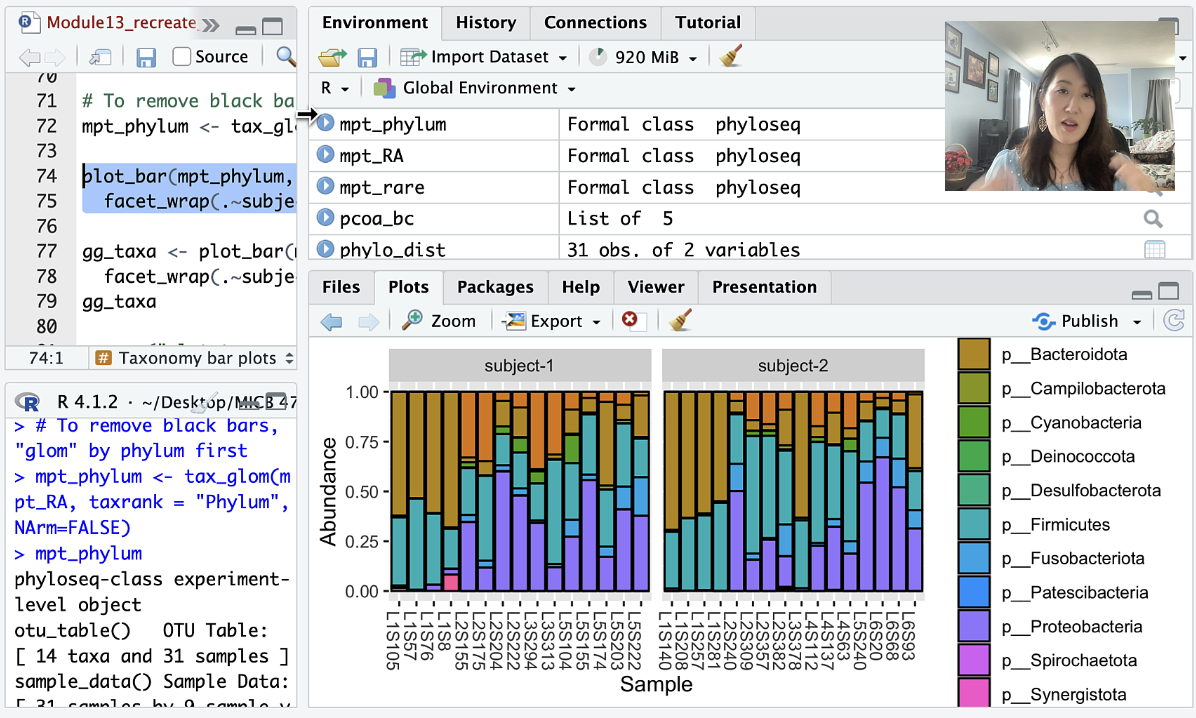 Module13_recreate
Source
70
71 # To remove black ba
72 mpt_phylum <- tax_glo
73
74 plot_bar(mpt_phylum,
75 facet_wrap(.~subje
76
77 gg_taxa <- plot_bar(
78 facet_wrap(.~subje
79 gg_taxa
80
74:1 # Taxonomy bar plots
R 4.1.2 · ~/Desktop/MICB 47
> # To remove black bars,
"glom" by phylum first
> mpt_phylum <- tax_glom(m
pt_RA, taxrank = "Phylum",
NArm=FALSE)
> mpt_phylum
phyloseq-class experiment-
level object
otu_table() OTU Table:
[ 14 taxa and 31 samples ]
sample_data() Sample Data:
[ 31 samples by 9 sample v
Environment History Connections Tutorial
Import Dataset 920 MiB
R Global Environment
mpt_phylum Formal class phyloseq
mpt_RA Formal class phyloseq
mpt_rare Formal class phyloseq
pcoa_bc List of 5
phylo_dist 31 obs. of 2 variables
Files Plots Packages Help Viewer Presentation
Zoom Export Publish
subject-1 subject-2
Abundance
1.00
0.75
0.50
0.25
0.00
L1S105
L1S57
L1S76
L1S8
L2S155
L2S175
L2S204
L2S222
L3S294
L3S313
L5S104
L5S155
L5S174
L5S203
L5S222
L1S140
L1S208
L1S257
L1S281
L2S240
L2S309
L2S357
L2S382
L3S378
L4S112
L4S137
L4S63
L5S240
L6S20
L6S68
L6S93
Sample
p__Bacteroidota
p__Campilobacterota
p__Cyanobacteria
p__Deinococcota
p__Desulfobacterota
p__Firmicutes
p__Fusobacteriota
p__Patescibacteria
p__Proteobacteria
p__Spirochaetota
p__Synergistota